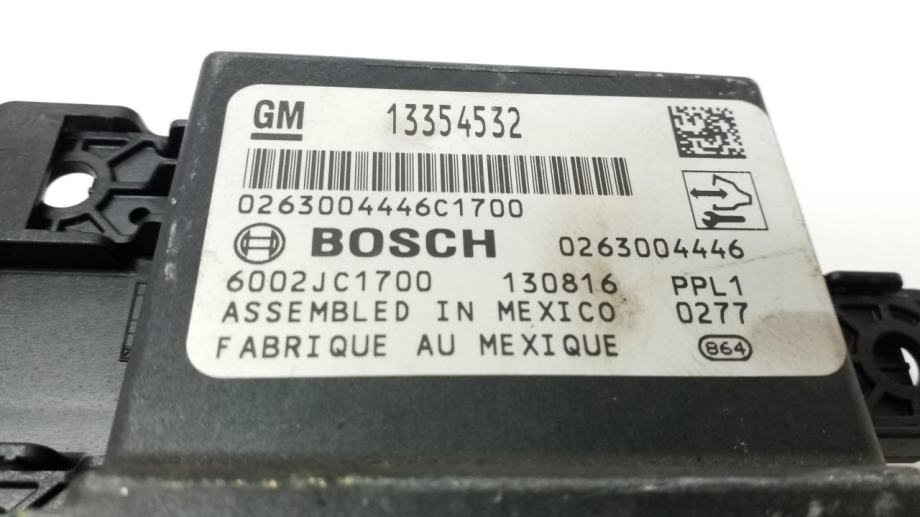 GM 13354532
0263004446C1700
BOSCH 0263004446
6002JC1700 130816 PPL1
ASSEMBLED IN MEXICO 0277
FABRIQUE AU MEXIQUE 864